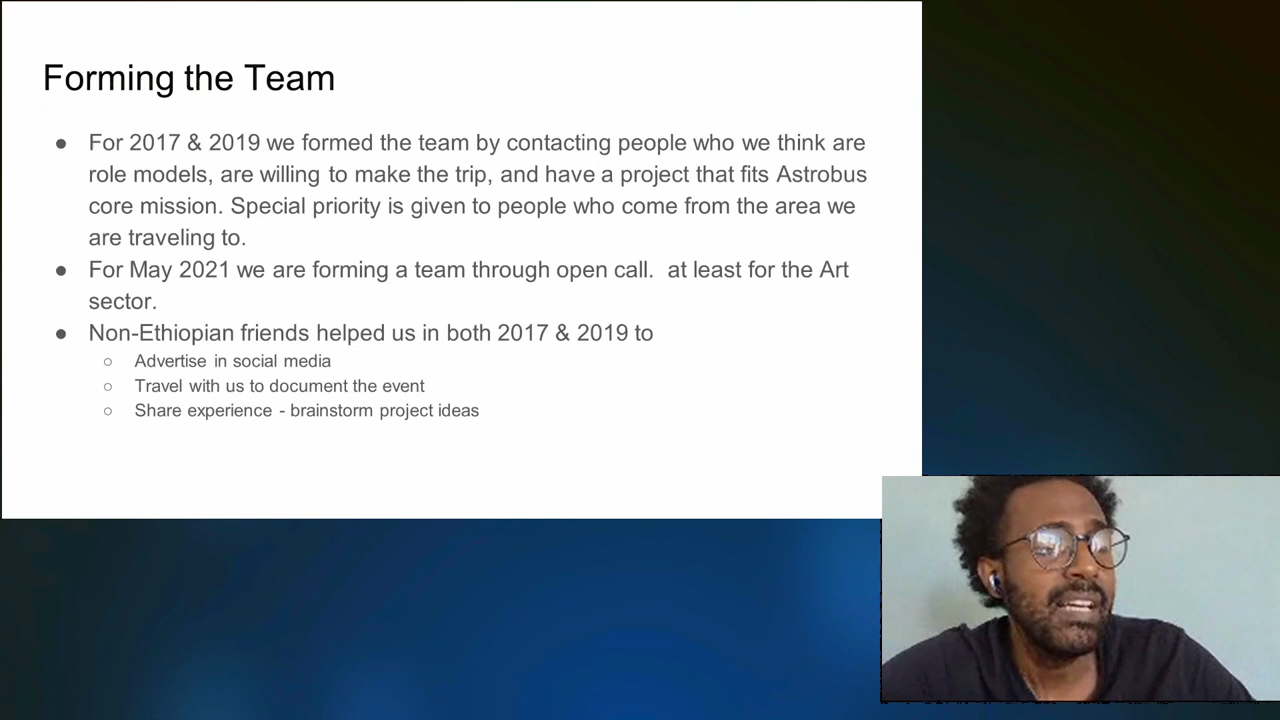 Forming the Team
● For 2017 & 2019 we formed the team by contacting people who we think are
role models, are willing to make the trip, and have a project that fits Astrobus
core mission. Special priority is given to people who come from the area we
are traveling to.
● For May 2021 we are forming a team through open call.  at least for the Art
sector.
● Non-Ethiopian friends helped us in both 2017 & 2019 to
○ Advertise in social media
○ Travel with us to document the event
○ Share experience - brainstorm project ideas